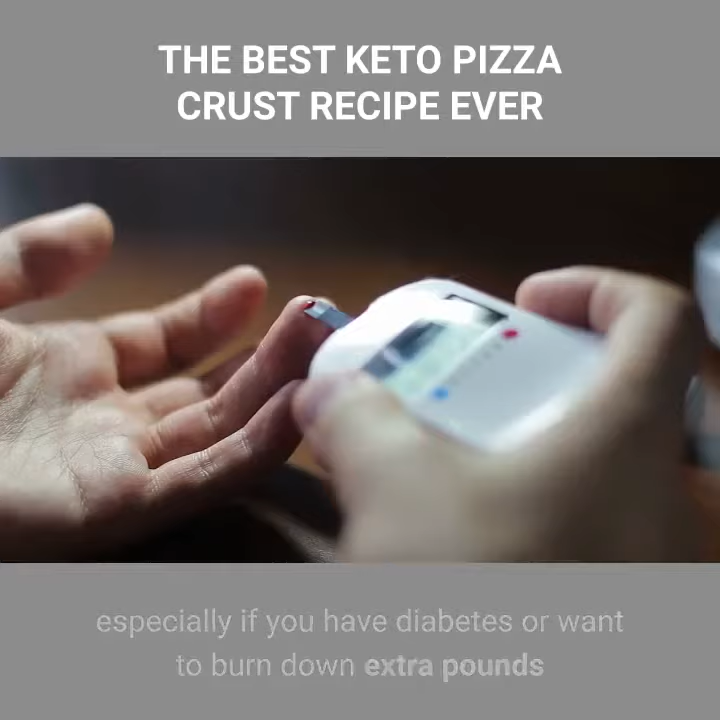 THE BEST KETO PIZZA
CRUST RECIPE EVER
especially if you have diabetes or want
to burn down extra pounds